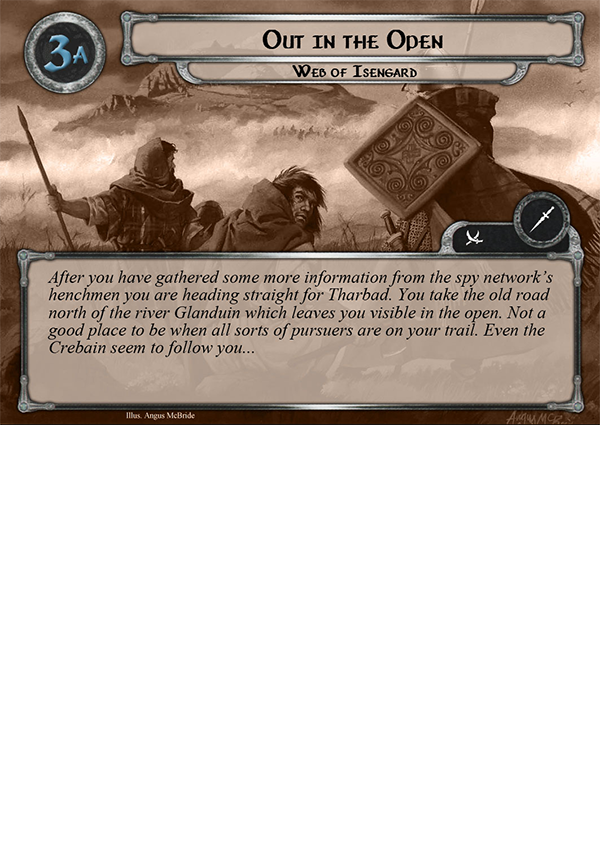 3A
Out in the Open
Web of Isengard
After you have gathered some more information from the spy network's
henchmen you are heading straight for Tharbad. You take the old road
north of the river Glanduin which leaves you visible in the open. Not a
good place to be when all sorts of pursuers are on your trail. Even the
Crebain seem to follow you...
Illus. Angus McBride